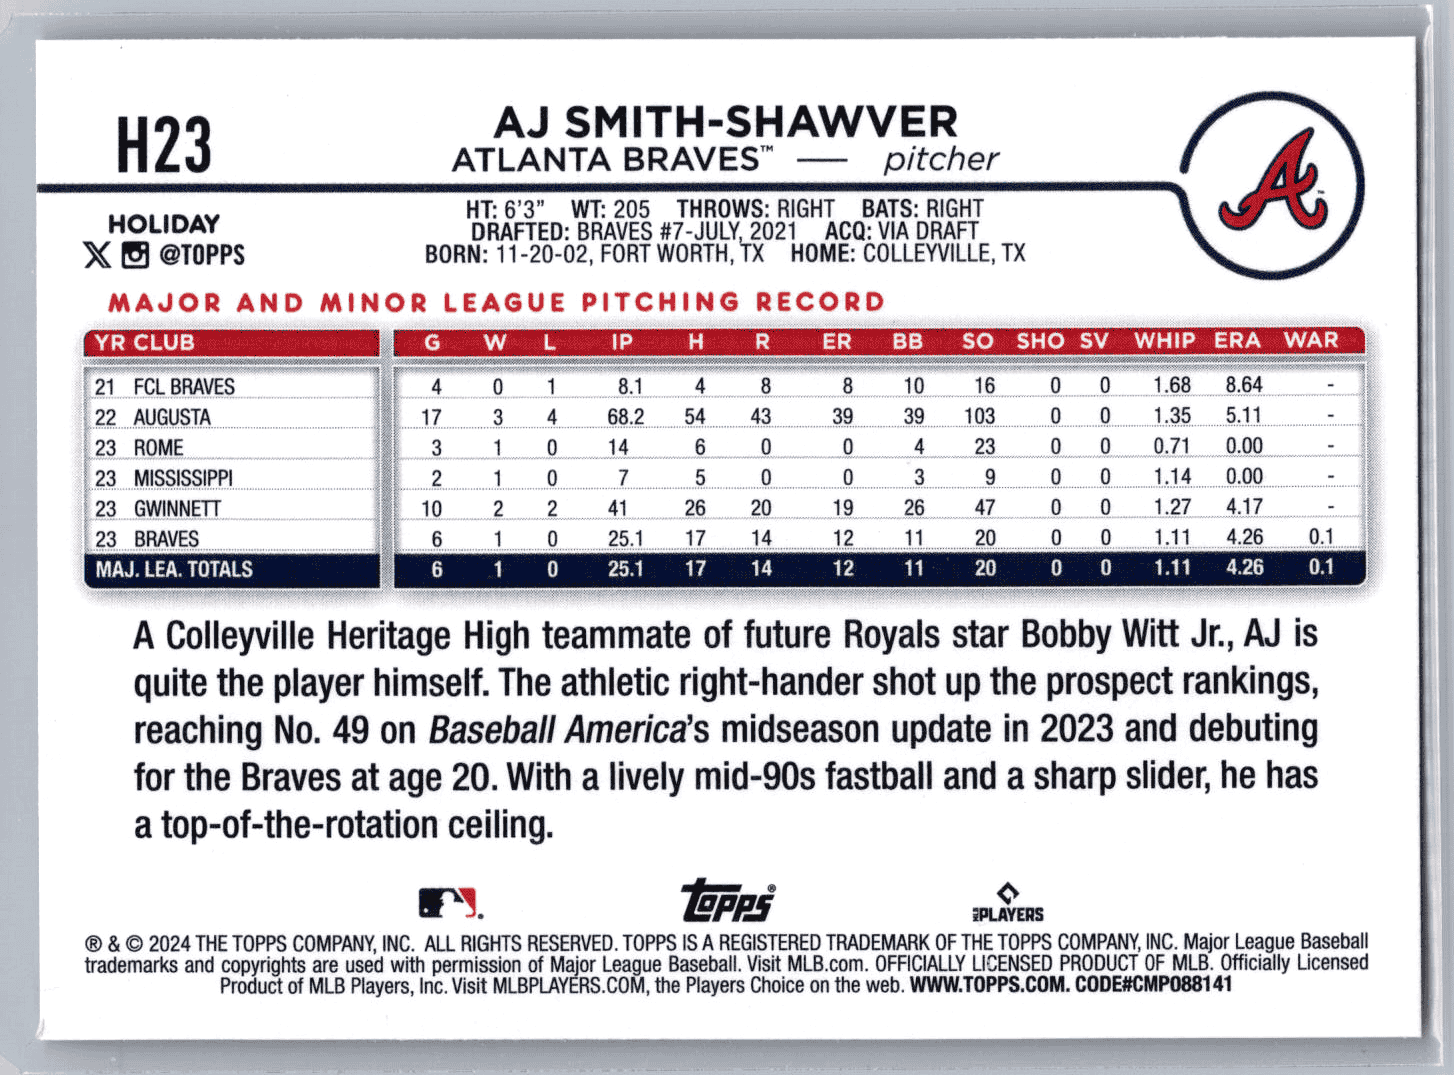 H23
AJ SMITH-SHAWVER
ATLANTA BRAVES™ — pitcher
A™
HOLIDAY
@TOPPS
HT: 6'3" WT: 205 THROWS: RIGHT BATS: RIGHT
DRAFTED: BRAVES #7-JULY, 2021 ACQ: VIA DRAFT
BORN: 11-20-02, FORT WORTH, TX HOME: COLLEYVILLE, TX
MAJOR AND MINOR LEAGUE PITCHING RECORD
YR CLUB G W L IP H R ER BB SO SHO SV WHIP ERA WAR
21 FCL BRAVES 4 0 1 8.1 4 8 8 10 16 0 0 1.68 8.64 -
22 AUGUSTA 17 3 4 68.2 54 43 39 39 103 0 0 1.35 5.11 -
23 ROME 3 1 0 14 6 0 0 4 23 0 0 0.71 0.00 -
23 MISSISSIPPI 2 1 0 7 5 0 0 3 9 0 0 1.14 0.00 -
23 GWINNETT 10 2 2 41 26 20 19 26 47 0 0 1.27 4.17 -
23 BRAVES 6 1 0 25.1 17 14 12 11 20 0 0 1.11 4.26 0.1
MAJ. LEA. TOTALS 6 1 0 25.1 17 14 12 11 20 0 0 1.11 4.26 0.1
A Colleyville Heritage High teammate of future Royals star Bobby Witt Jr., AJ is
quite the player himself. The athletic right-hander shot up the prospect rankings,
reaching No. 49 on Baseball America's midseason update in 2023 and debuting
for the Braves at age 20. With a lively mid-90s fastball and a sharp slider, he has
a top-of-the-rotation ceiling.
Topps®
MLB PLAYERS
® & © 2024 THE TOPPS COMPANY, INC. ALL RIGHTS RESERVED. TOPPS IS A REGISTERED TRADEMARK OF THE TOPPS COMPANY, INC. Major League Baseball
trademarks and copyrights are used with permission of Major League Baseball. Visit MLB.com. OFFICIALLY LICENSED PRODUCT OF MLB. Officially Licensed
Product of MLB Players, Inc. Visit MLBPLAYERS.COM, the Players Choice on the web. WWW.TOPPS.COM. CODE#CMP088141